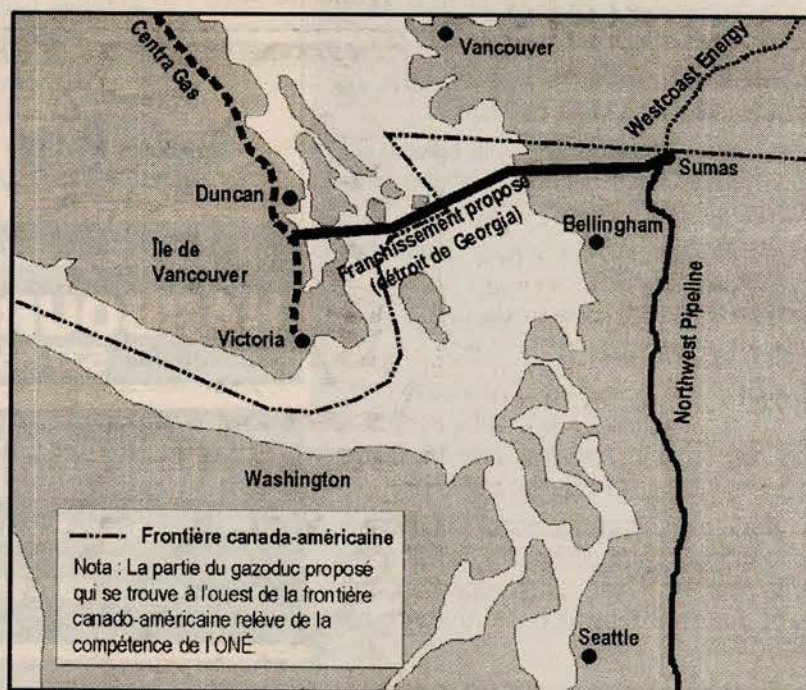 Centra Gas
Vancouver
Westcoast Energy
Sumas
Duncan
Franchissement proposé
(détroit de Georgia)
Bellingham
Île de
Vancouver
Northwest Pipeline
Victoria
Washington
Frontière canada-américaine
Nota : La partie du gazoduc proposé
qui se trouve à l'ouest de la frontière
canado-américaine relève de la
compétence de l'ONÉ
Seattle